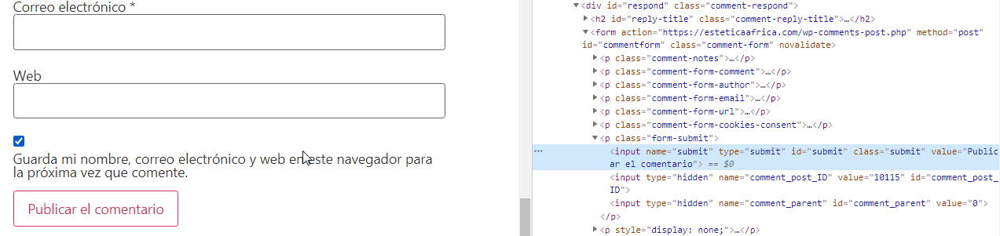 Correo electrónico *
Web
Guarda mi nombre, correo electrónico y web en este navegador para
la próxima vez que comente.
Publicar el comentario
<div id="respond" class="comment-respond">
<h2 id="reply-title" class="comment-reply-title">…</h2>
<form action="https://esteticaafrica.com/wp-comments-post.php" method="post"
id="commentform" class="comment-form" novalidate>
<p class="comment-notes">…</p>
<p class="comment-form-comment">…</p>
<p class="comment-form-author">…</p>
<p class="comment-form-email">…</p>
<p class="comment-form-url">…</p>
<p class="comment-form-cookies-consent">…</p>
<p class="form-submit">
<input name="submit" type="submit" id="submit" class="submit" value="Public
ar el comentario"> == $0
<input type="hidden" name="comment_post_ID" value="10115" id="comment_post_
ID">
<input type="hidden" name="comment_parent" id="comment_parent" value="0">
</p>
<p style="display: none;">…</p>